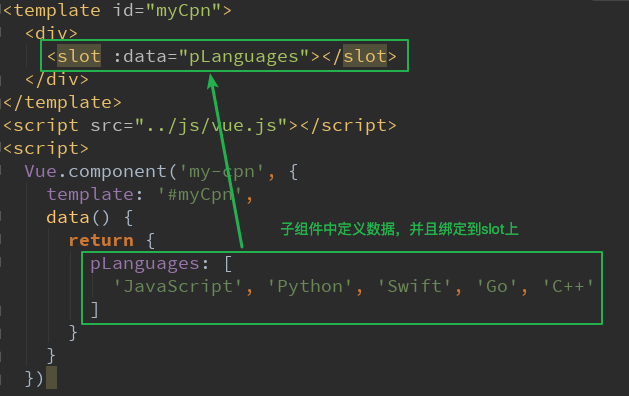 <template id="myCpn">
<div>
<slot :data="pLanguages"></slot>
</div>
</template>
<script src="../js/vue.js"></script>
<script>
Vue.component('my-cpn', {
template: '#myCpn',
data() {
return {
子组件中定义数据，并且绑定到slot上
pLanguages: [
'JavaScript', 'Python', 'Swift', 'Go', 'C++'
]
}
}
})